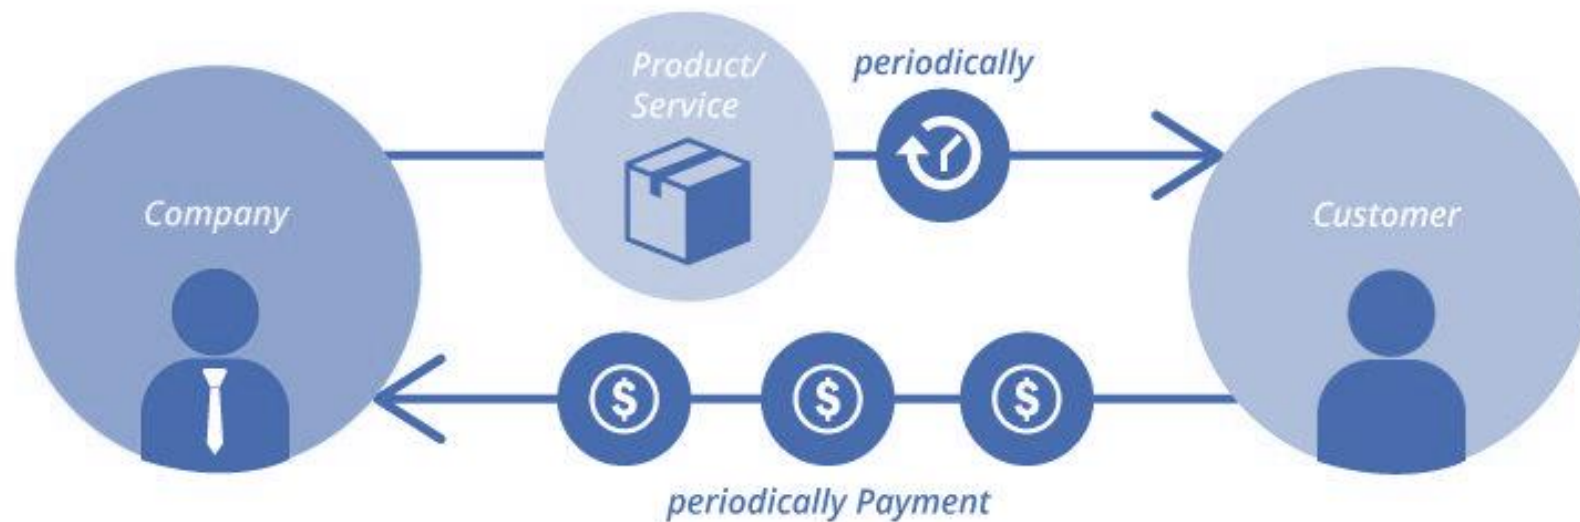 Product/
Service
periodically
Company
Customer
$ $ $
periodically Payment